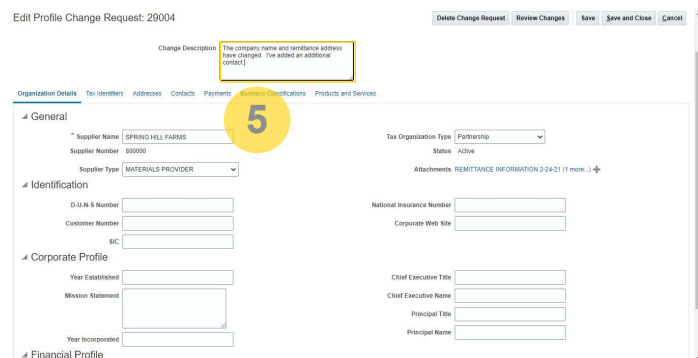 Edit Profile Change Request: 29004
Delete Change Request Review Changes Save Save and Close Cancel
Change Description The company name and remittance address
have changed. I've added an additional
contact.
Organization Details Tax Identifiers Addresses Contacts Payments Business Classifications Products and Services
5
General
* Supplier Name SPRING HILL FARMS Tax Organization Type Partnership
Supplier Number 800000 Status Active
Supplier Type MATERIALS PROVIDER Attachments REMITTANCE INFORMATION 2-24-21 (1 more...)
Identification
D-U-N-S Number National Insurance Number
Customer Number Corporate Web Site
SIC
Corporate Profile
Year Established Chief Executive Title
Mission Statement Chief Executive Name
Principal Title
Principal Name
Year Incorporated
Financial Profile